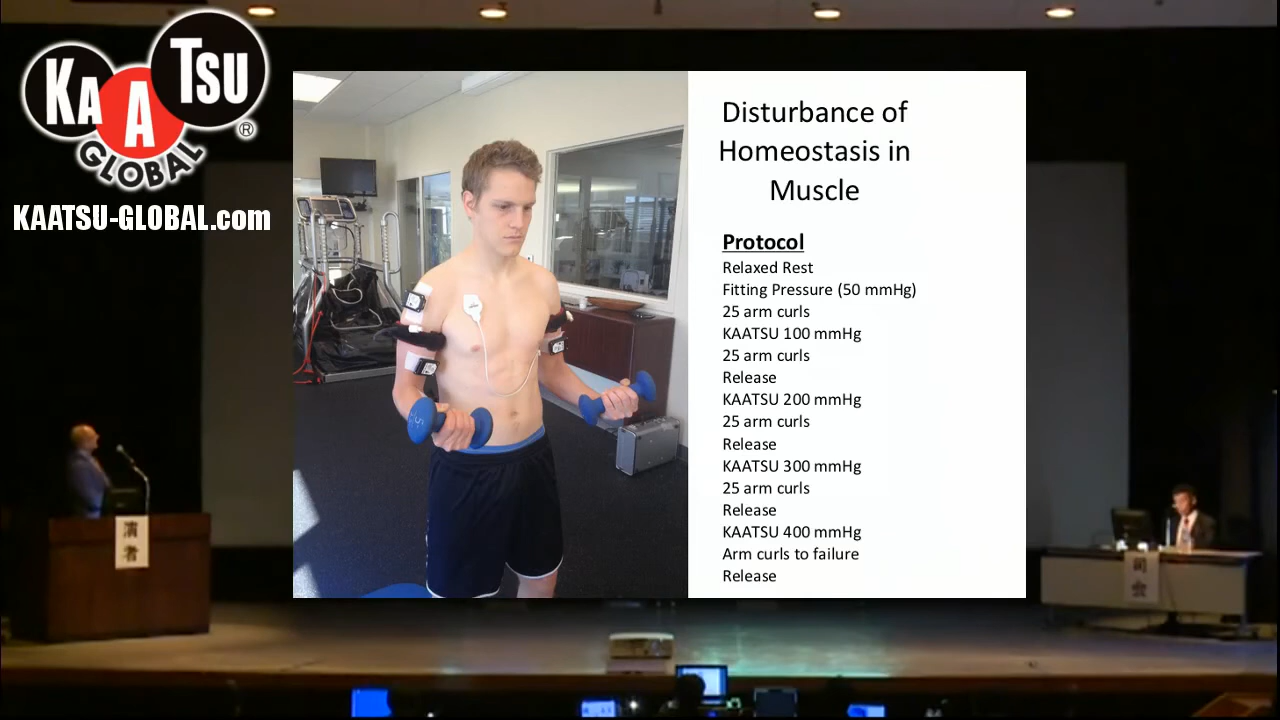 KAATSU
GLOBAL
®
KAATSU-GLOBAL.com
Disturbance of
Homeostasis in
Muscle
Protocol
Relaxed Rest
Fitting Pressure (50 mmHg)
25 arm curls
KAATSU 100 mmHg
25 arm curls
Release
KAATSU 200 mmHg
25 arm curls
Release
KAATSU 300 mmHg
25 arm curls
Release
KAATSU 400 mmHg
Arm curls to failure
Release
演者
司会